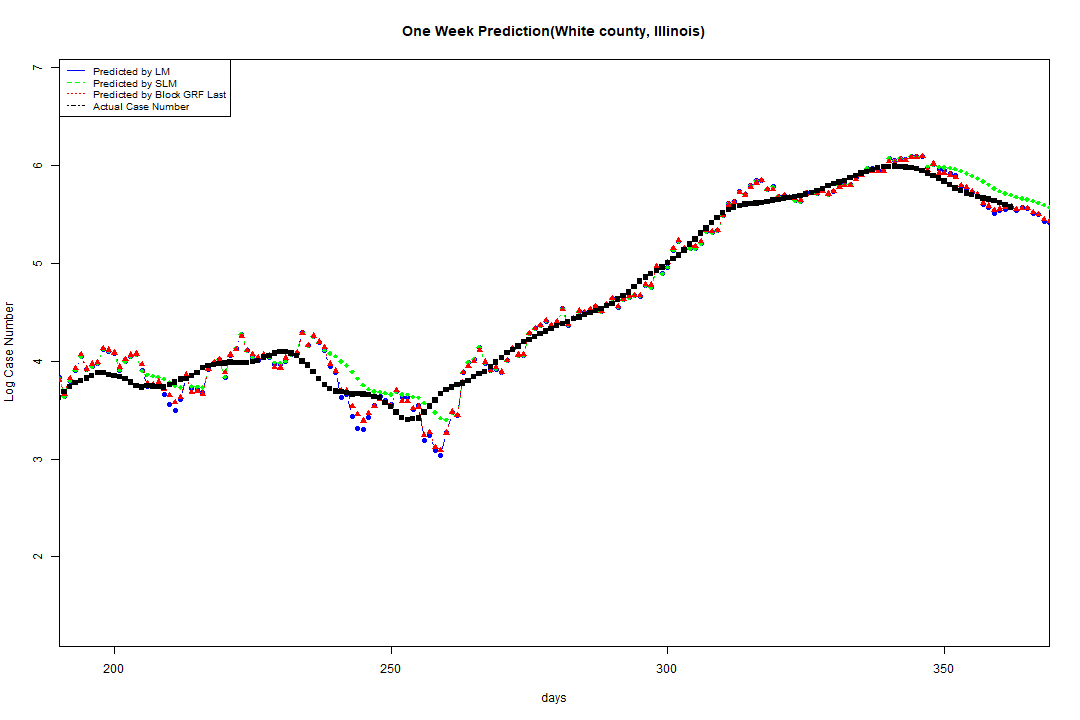 One Week Prediction(White county, Illinois)
Predicted by LM
Predicted by SLM
Predicted by Block GRF Last
Actual Case Number
7
6
5
4
3
2
Log Case Number
200
250
300
350
days